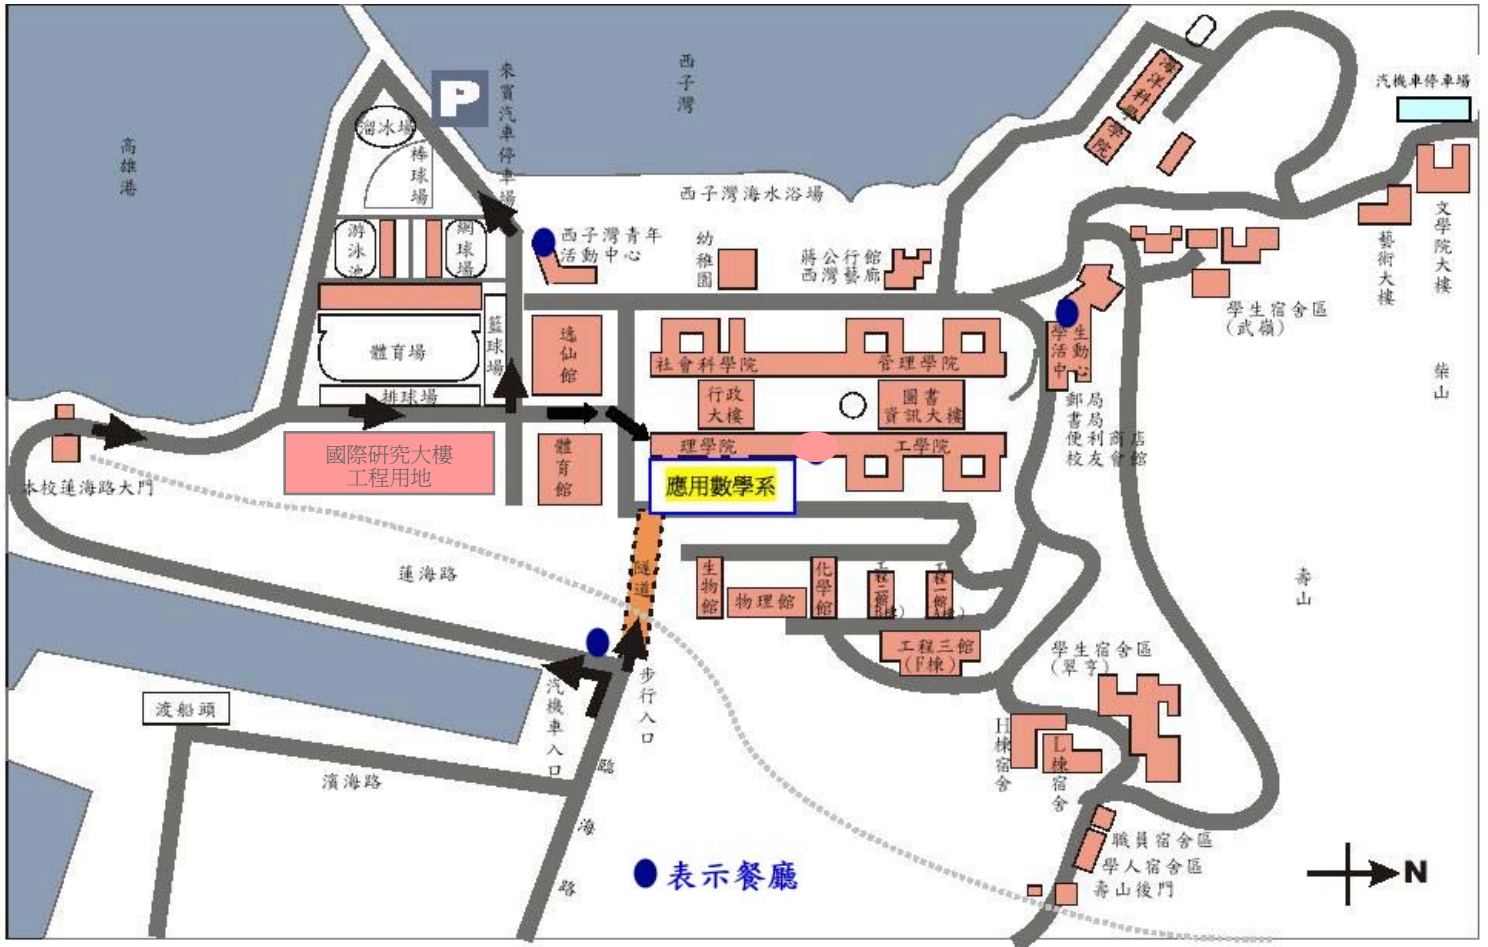 西子灣
來賓汽車停車場
P
高雄港
溜冰場
棒球場
游泳池
網球場
西子灣青年
活動中心
西子灣海水浴場
幼稚園
蔣公行館
西灣藝廊
海洋科學
學院
汽機車停車場
文學院大樓
藝術大樓
學生宿舍區
(武嶺)
柴山
體育場
籃球場
排球場
逸仙館
社會科學院
管理學院
行政
大樓
圖書
資訊大樓
學生
活動
中心
郵局
書局
便利商店
校友會館
理學院
工學院
國際研究大樓
工程用地
體育館
應用數學系
本校蓮海路大門
蓮海路
隧道
生物館
物理館
化學館
工程三館
(F棟)
壽山
學生宿舍區
(翠亨)
H棟宿舍
L棟宿舍
渡船頭
濱海路
汽機車入口
步行入口
臨海路
職員宿舍區
學人宿舍區
壽山後門
表示餐廳
N